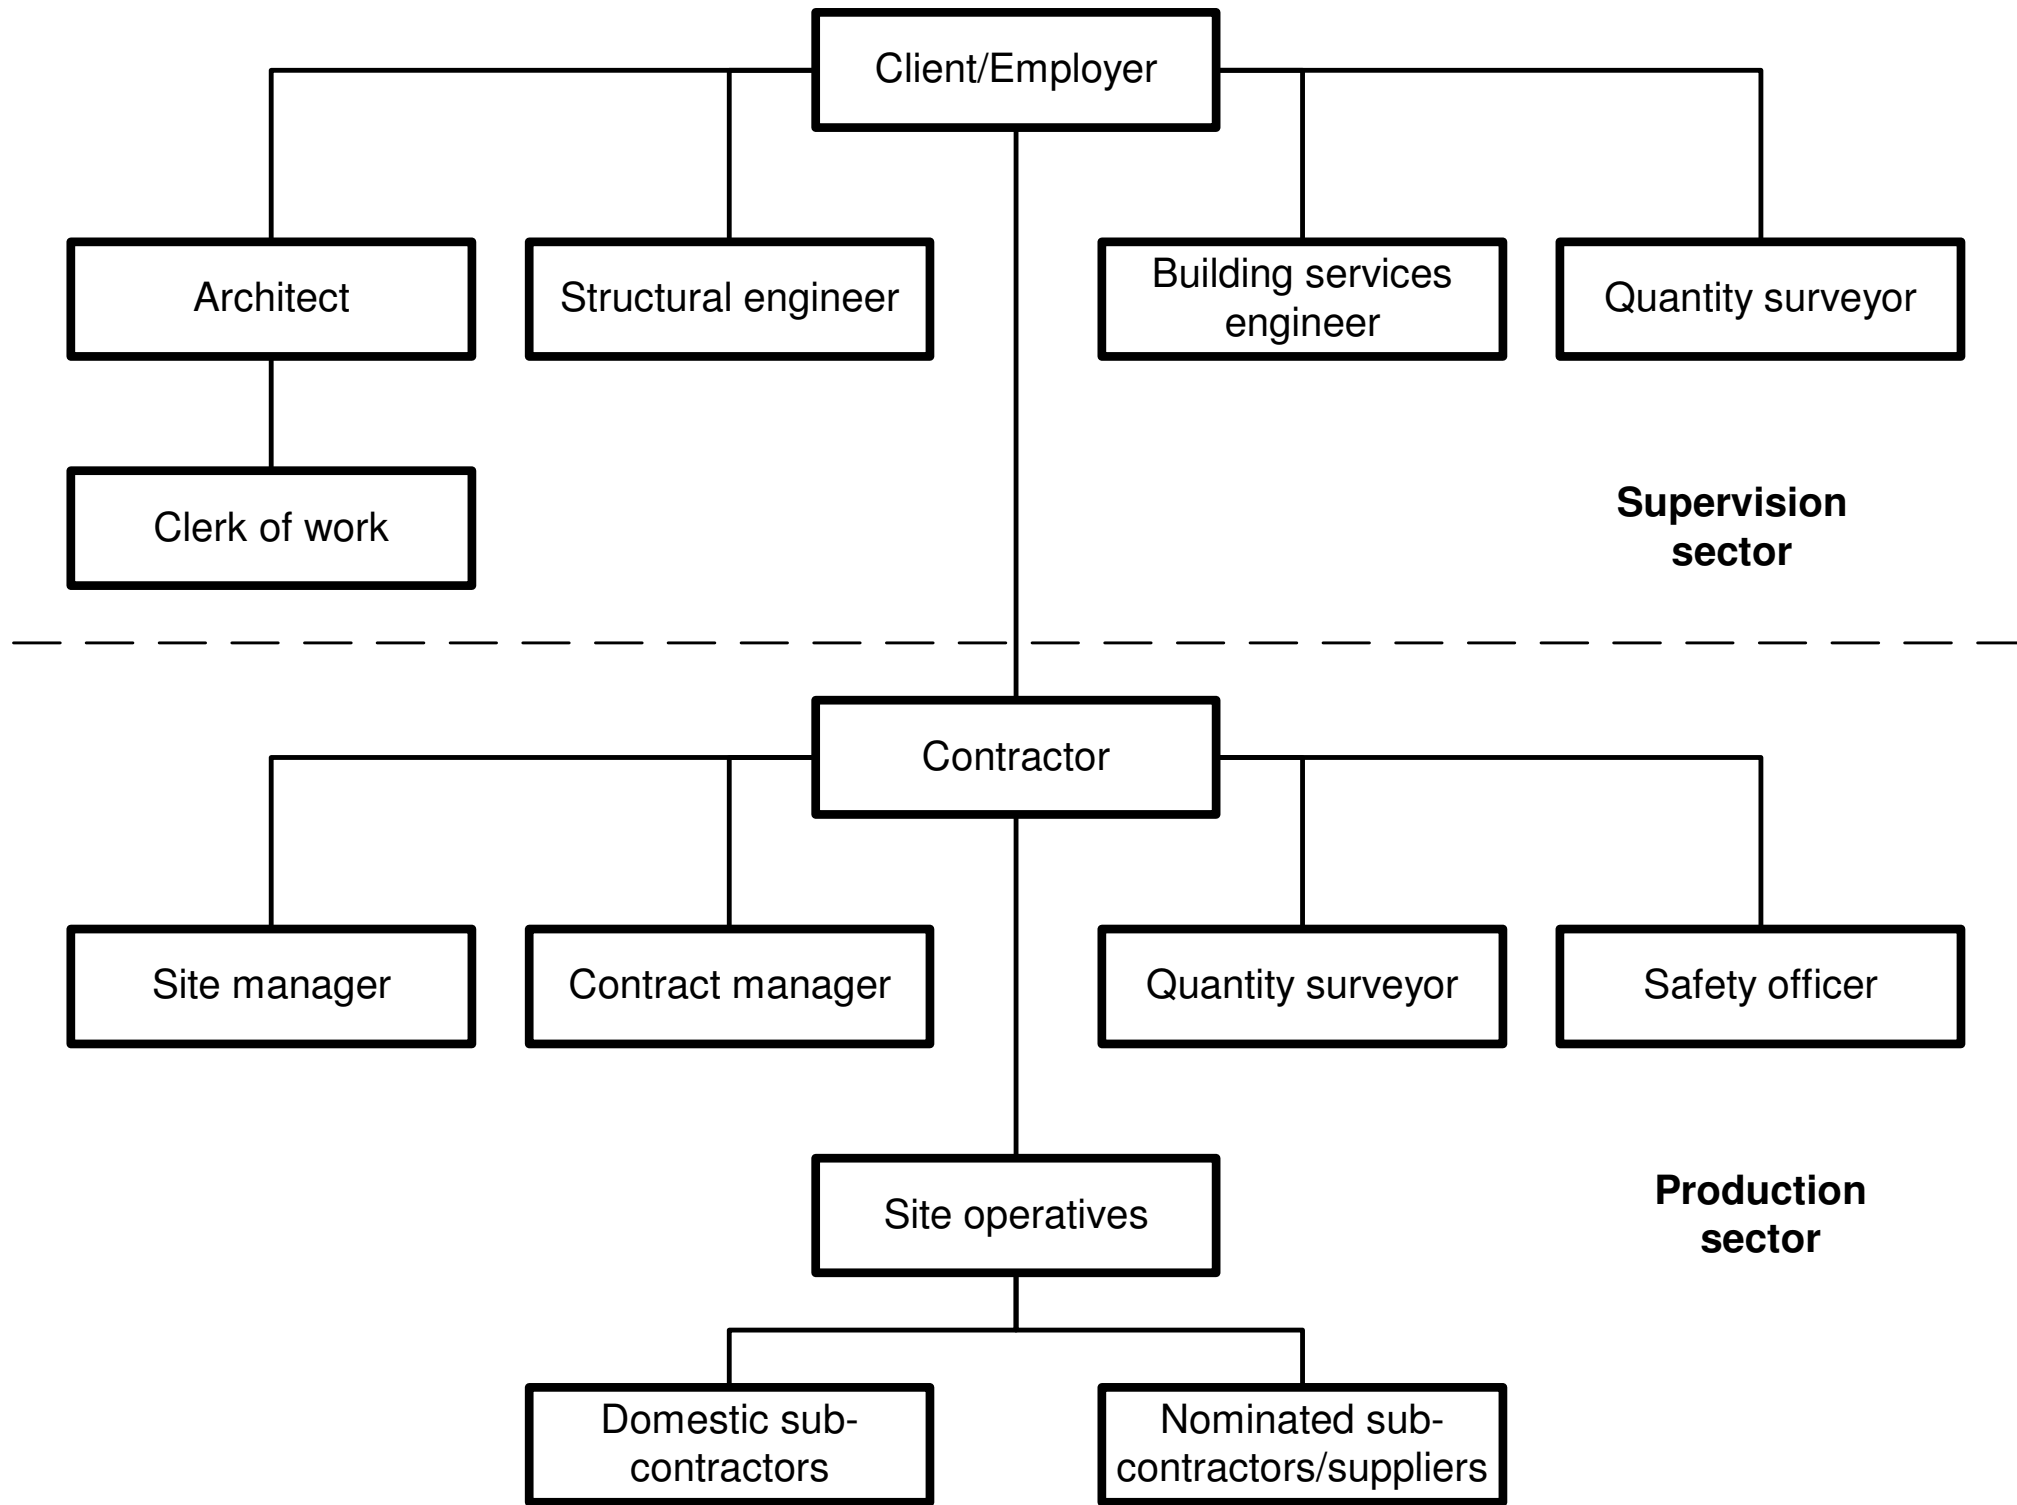 Client/Employer
Architect
Structural engineer
Building services
engineer
Quantity surveyor
Clerk of work
Supervision
sector
Contractor
Site manager
Contract manager
Quantity surveyor
Safety officer
Site operatives
Production
sector
Domestic sub-
contractors
Nominated sub-
contractors/suppliers